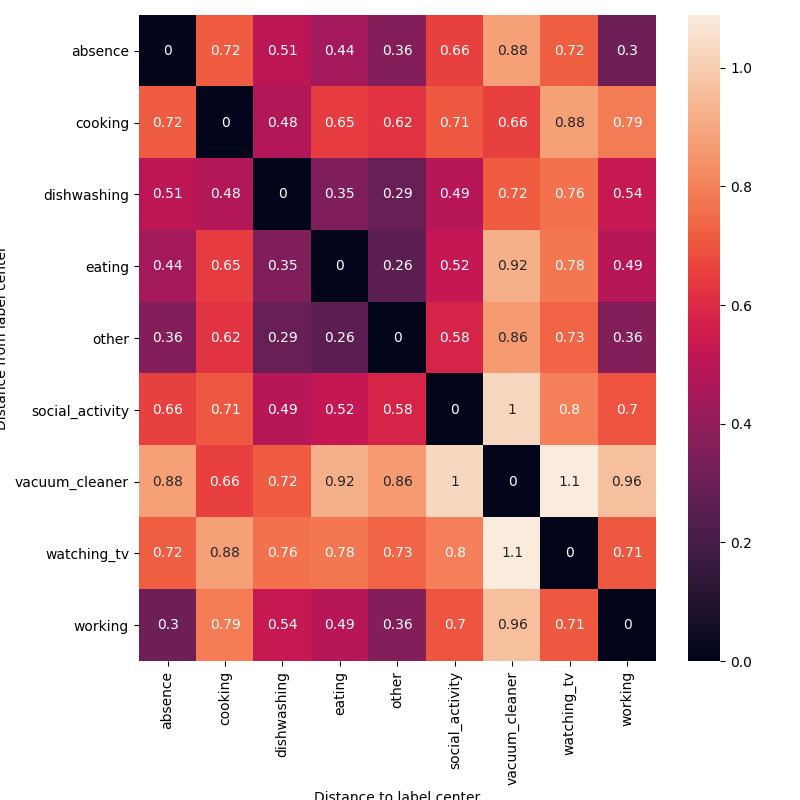 absence 0 0.72 0.51 0.44 0.36 0.66 0.88 0.72 0.3
cooking 0.72 0 0.48 0.65 0.62 0.71 0.66 0.88 0.79
dishwashing 0.51 0.48 0 0.35 0.29 0.49 0.72 0.76 0.54
eating 0.44 0.65 0.35 0 0.26 0.52 0.92 0.78 0.49
other 0.36 0.62 0.29 0.26 0 0.58 0.86 0.73 0.36
social_activity 0.66 0.71 0.49 0.52 0.58 0 1 0.8 0.7
vacuum_cleaner 0.88 0.66 0.72 0.92 0.86 1 0 1.1 0.96
watching_tv 0.72 0.88 0.76 0.78 0.73 0.8 1.1 0 0.71
working 0.3 0.79 0.54 0.49 0.36 0.7 0.96 0.71 0
absence cooking dishwashing eating other social_activity vacuum_cleaner watching_tv working
Distance to label center
Distance from label center
1.0
0.8
0.6
0.4
0.2
0.0